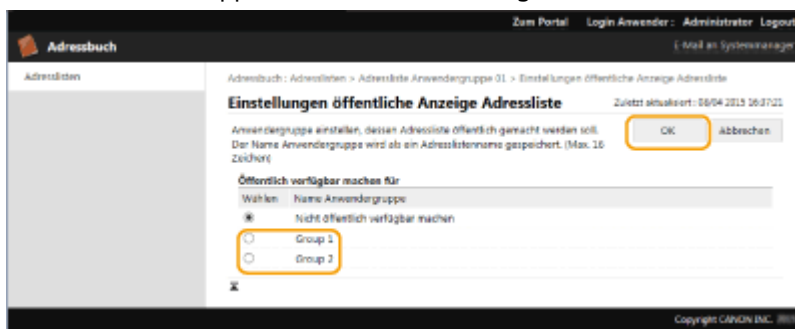 Zum Portal Login Anwender: Administrator Logout
Adressbuch
E-Mail an Systemmanager
Adresslisten
Adressbuch : Adresslisten > Adressliste Anwendergruppe 01 > Einstellungen öffentliche Anzeige Adressliste
Einstellungen öffentliche Anzeige Adressliste
Zuletzt aktualisiert: 08/04 2015 16:37:21
Anwendergruppe einstellen, dessen Adressliste öffentlich gemacht werden soll.
Der Name Anwendergruppe wird als ein Adresslistenname gespeichert. (Max. 16
Zeichen)
OK Abbrechen
Öffentlich verfügbar machen für
Wählen Name Anwendergruppe
Nicht öffentlich verfügbar machen
Group 1
Group 2
Copyright CANON INC.